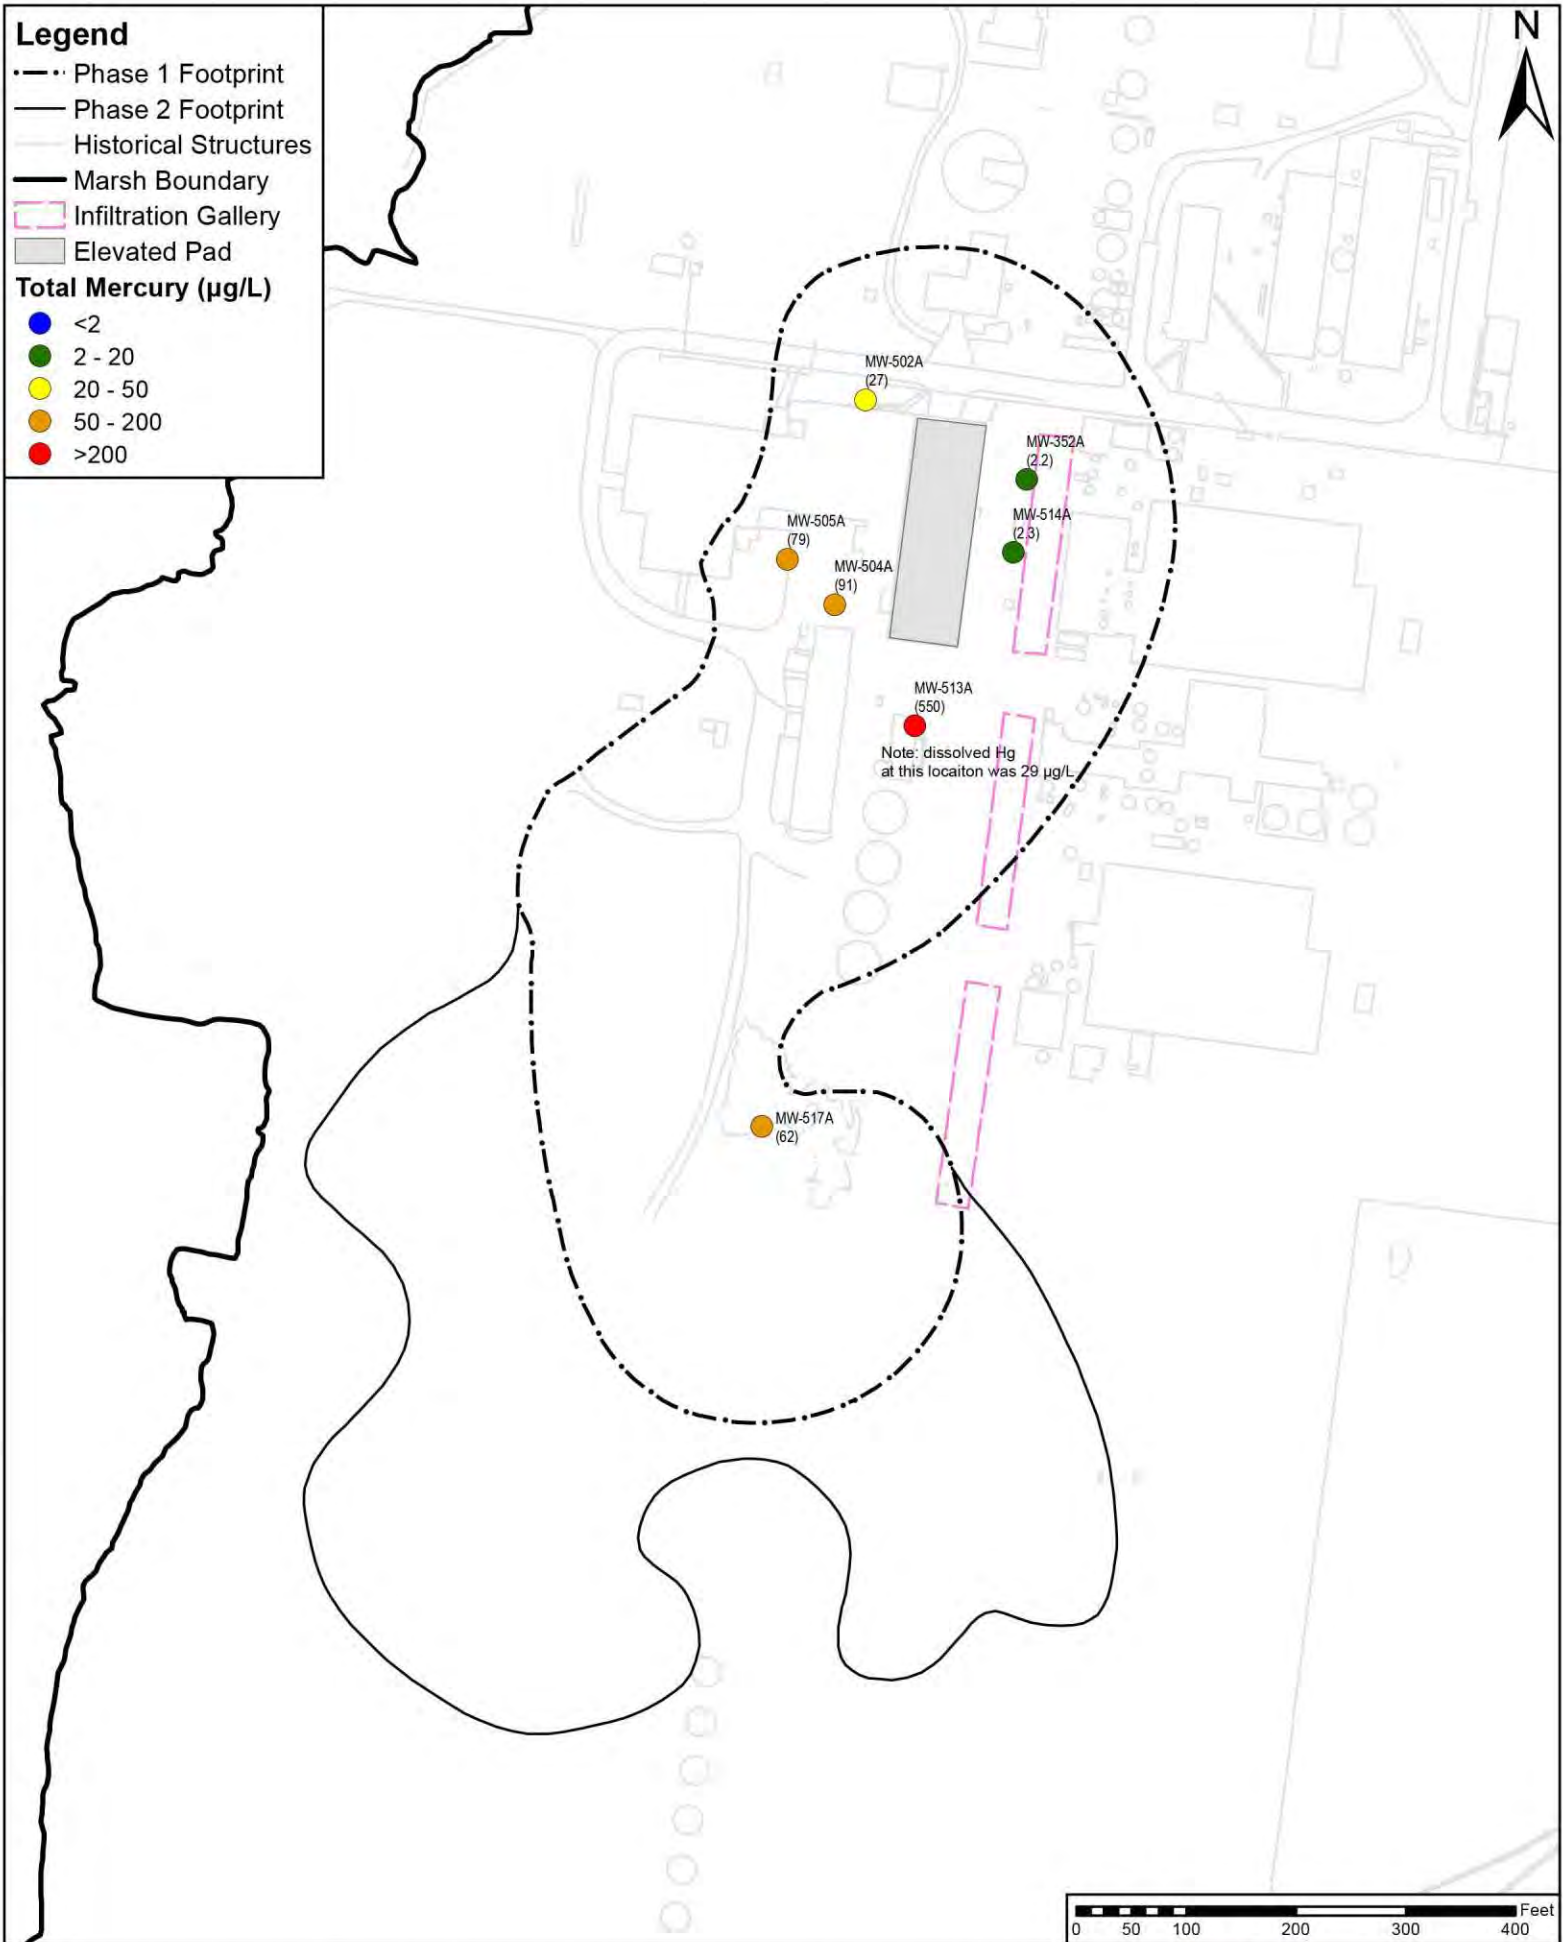 Legend
Phase 1 Footprint
Phase 2 Footprint
Historical Structures
Marsh Boundary
Infiltration Gallery
Elevated Pad
Total Mercury (µg/L)
<2
2 - 20
20 - 50
50 - 200
>200
N
MW-502A
(27)
MW-352A
(2.2)
MW-514A
(2.3)
MW-505A
(79)
MW-504A
(91)
MW-513A
(550)
Note: dissolved Hg
at this locaiton was 29 µg/L
MW-517A
(62)
Feet
0 50 100 200 300 400